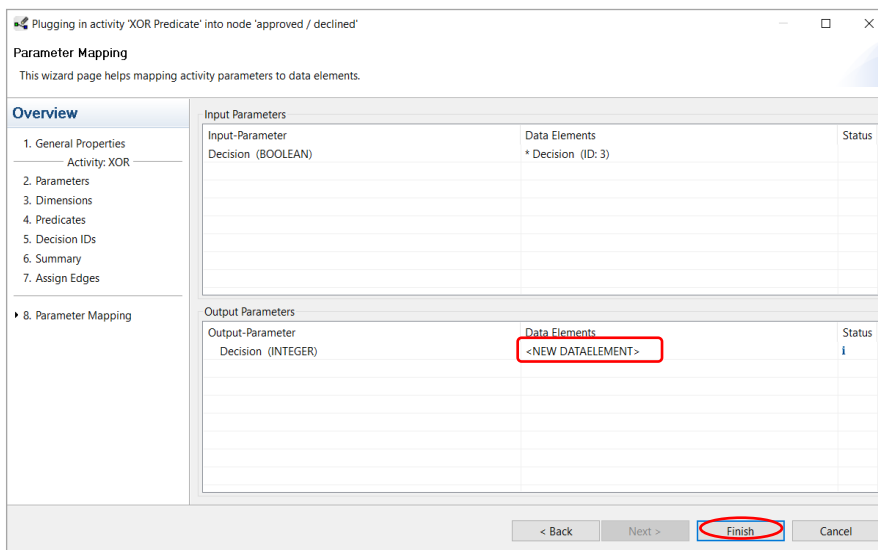 Plugging in activity 'XOR Predicate' into node 'approved / declined'
Parameter Mapping
This wizard page helps mapping activity parameters to data elements.
Overview
1. General Properties
Activity: XOR
2. Parameters
3. Dimensions
4. Predicates
5. Decision IDs
6. Summary
7. Assign Edges
8. Parameter Mapping
Input Parameters
Input-Parameter Data Elements Status
Decision (BOOLEAN) * Decision (ID: 3)
Output Parameters
Output-Parameter Data Elements Status
Decision (INTEGER) <NEW DATAELEMENT> i
< Back Next > Finish Cancel